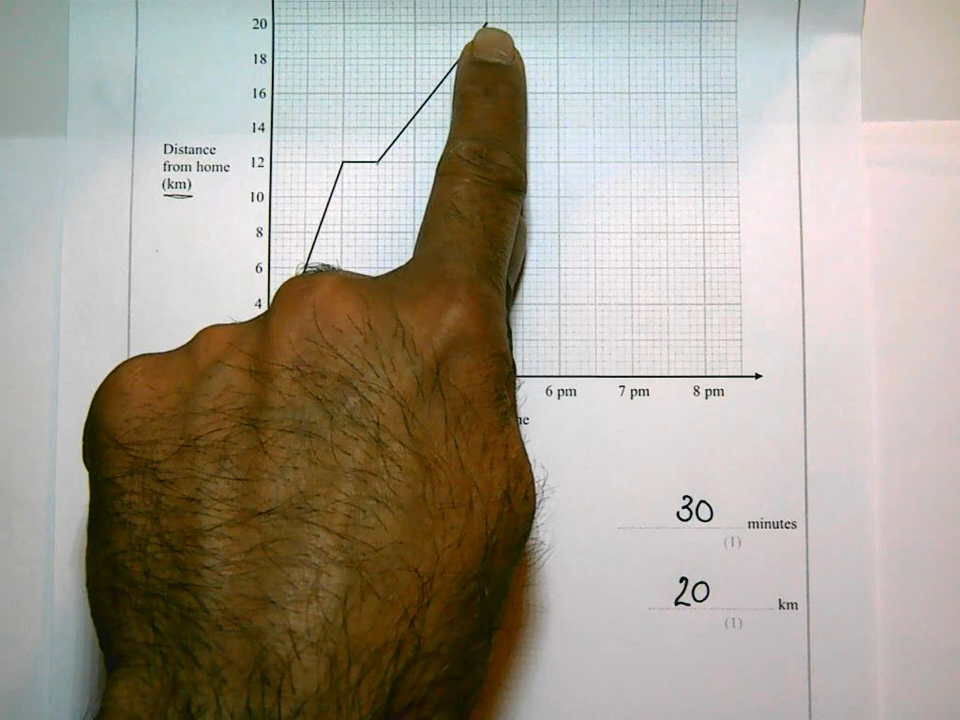 20
18
16
14
Distance
from home
(km)
12
10
8
6
4
6 pm 7 pm 8 pm
30 minutes
(1)
20 km
(1)